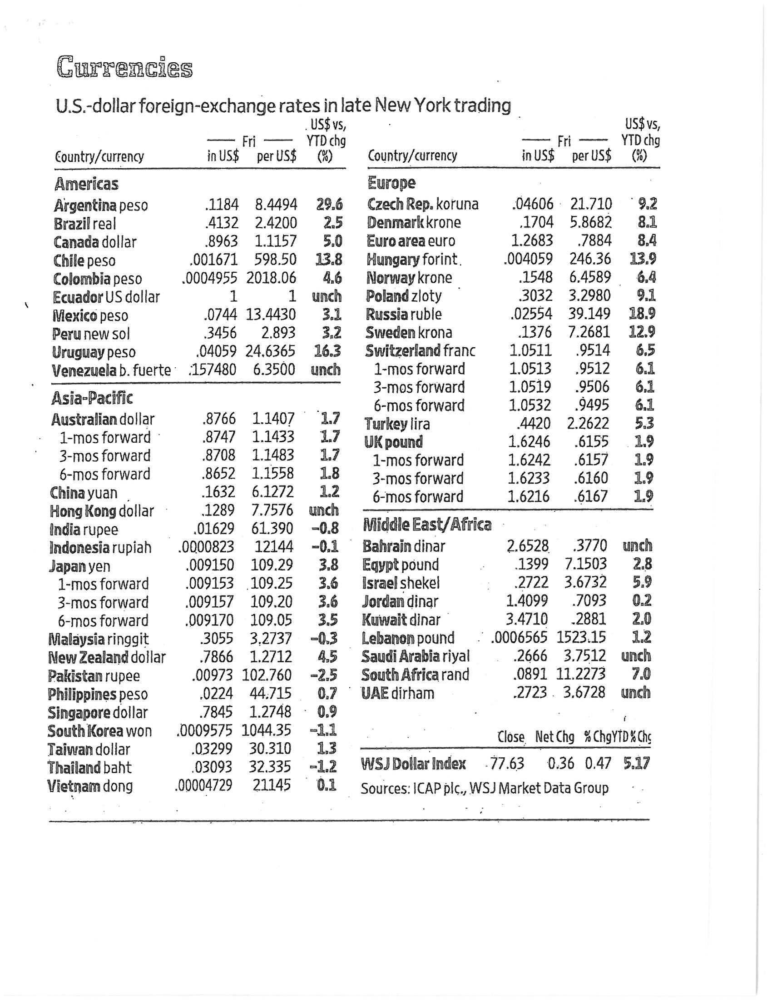 Currencies
U.S.-dollar foreign-exchange rates in late New York trading
US$ vs,
—— Fri —— YTD chg
Country/currency in US$ per US$ (%)
Americas
Argentina peso .1184 8.4494 29.6
Brazil real .4132 2.4200 2.5
Canada dollar .8963 1.1157 5.0
Chile peso .001671 598.50 13.8
Colombia peso .0004955 2018.06 4.6
Ecuador US dollar 1 1 unch
Mexico peso .0744 13.4430 3.1
Peru new sol .3456 2.893 3.2
Uruguay peso .04059 24.6365 16.3
Venezuela b. fuerte .157480 6.3500 unch
Asia-Pacific
Australian dollar .8766 1.1407 1.7
1-mos forward .8747 1.1433 1.7
3-mos forward .8708 1.1483 1.7
6-mos forward .8652 1.1558 1.8
China yuan .1632 6.1272 1.2
Hong Kong dollar .1289 7.7576 unch
India rupee .01629 61.390 -0.8
Indonesia rupiah .0000823 12144 -0.1
Japan yen .009150 109.29 3.8
1-mos forward .009153 109.25 3.6
3-mos forward .009157 109.20 3.6
6-mos forward .009170 109.05 3.5
Malaysia ringgit .3055 3.2737 -0.3
New Zealand dollar .7866 1.2712 4.5
Pakistan rupee .00973 102.760 -2.5
Philippines peso .0224 44.715 0.7
Singapore dollar .7845 1.2748 0.9
South Korea won .0009575 1044.35 -1.1
Taiwan dollar .03299 30.310 1.3
Thailand baht .03093 32.335 -1.2
Vietnam dong .00004729 21145 0.1
US$ vs,
—— Fri —— YTD chg
Country/currency in US$ per US$ (%)
Europe
Czech Rep. koruna .04606 21.710 9.2
Denmark krone .1704 5.8682 8.1
Euro area euro 1.2683 .7884 8.4
Hungary forint .004059 246.36 13.9
Norway krone .1548 6.4589 6.4
Poland zloty .3032 3.2980 9.1
Russia ruble .02554 39.149 18.9
Sweden krona .1376 7.2681 12.9
Switzerland franc 1.0511 .9514 6.5
1-mos forward 1.0513 .9512 6.1
3-mos forward 1.0519 .9506 6.1
6-mos forward 1.0532 .9495 6.1
Turkey lira .4420 2.2622 5.3
UK pound 1.6246 .6155 1.9
1-mos forward 1.6242 .6157 1.9
3-mos forward 1.6233 .6160 1.9
6-mos forward 1.6216 .6167 1.9
Middle East/Africa
Bahrain dinar 2.6528 .3770 unch
Egypt pound .1399 7.1503 2.8
Israel shekel .2722 3.6732 5.9
Jordan dinar 1.4099 .7093 0.2
Kuwait dinar 3.4710 .2881 2.0
Lebanon pound .0006565 1523.15 1.2
Saudi Arabia riyal .2666 3.7512 unch
South Africa rand .0891 11.2273 7.0
UAE dirham .2723 3.6728 unch
Close Net Chg % Chg YTD % Chg
WSJ Dollar Index 77.63 0.36 0.47 5.17
Sources: ICAP plc., WSJ Market Data Group